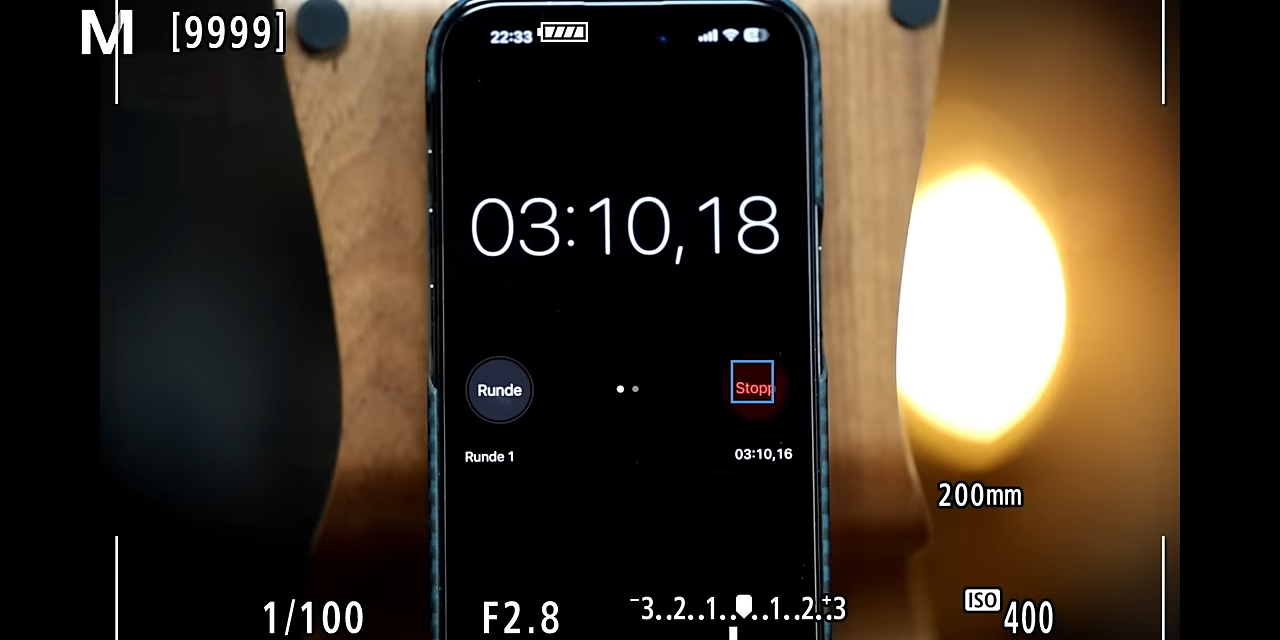 M [9999]
22:33
03:10,18
Runde
Stopp
Runde 1 03:10,16
200mm
1/100 F2.8 -3..2..1....1..2..+3 ISO 400